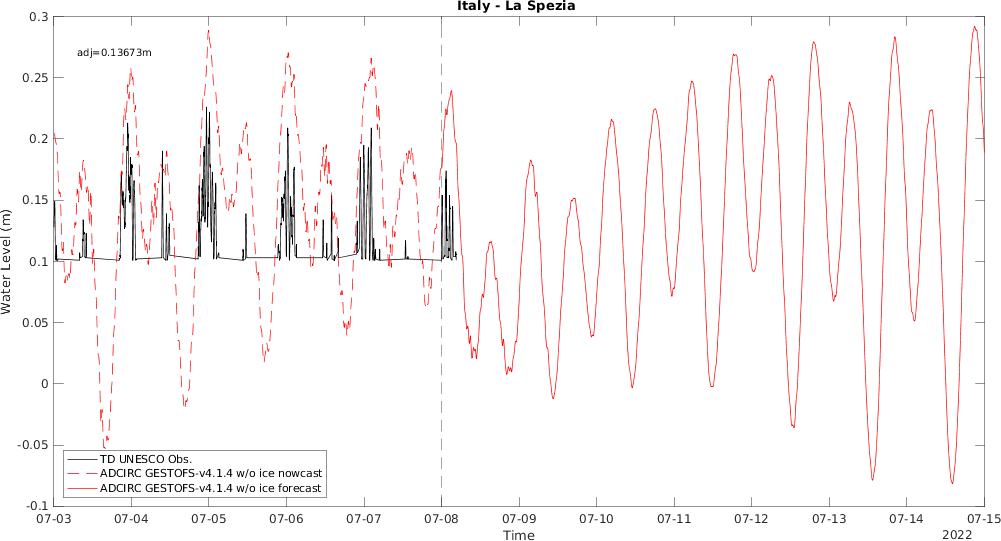 Italy - La Spezia
adj=0.13673m
Water Level (m)
0.3
0.25
0.2
0.15
0.1
0.05
0
-0.05
-0.1
TD UNESCO Obs.
ADCIRC GESTOFS-v4.1.4 w/o ice nowcast
ADCIRC GESTOFS-v4.1.4 w/o ice forecast
07-03 07-04 07-05 07-06 07-07 07-08 07-09 07-10 07-11 07-12 07-13 07-14 07-15
Time
2022